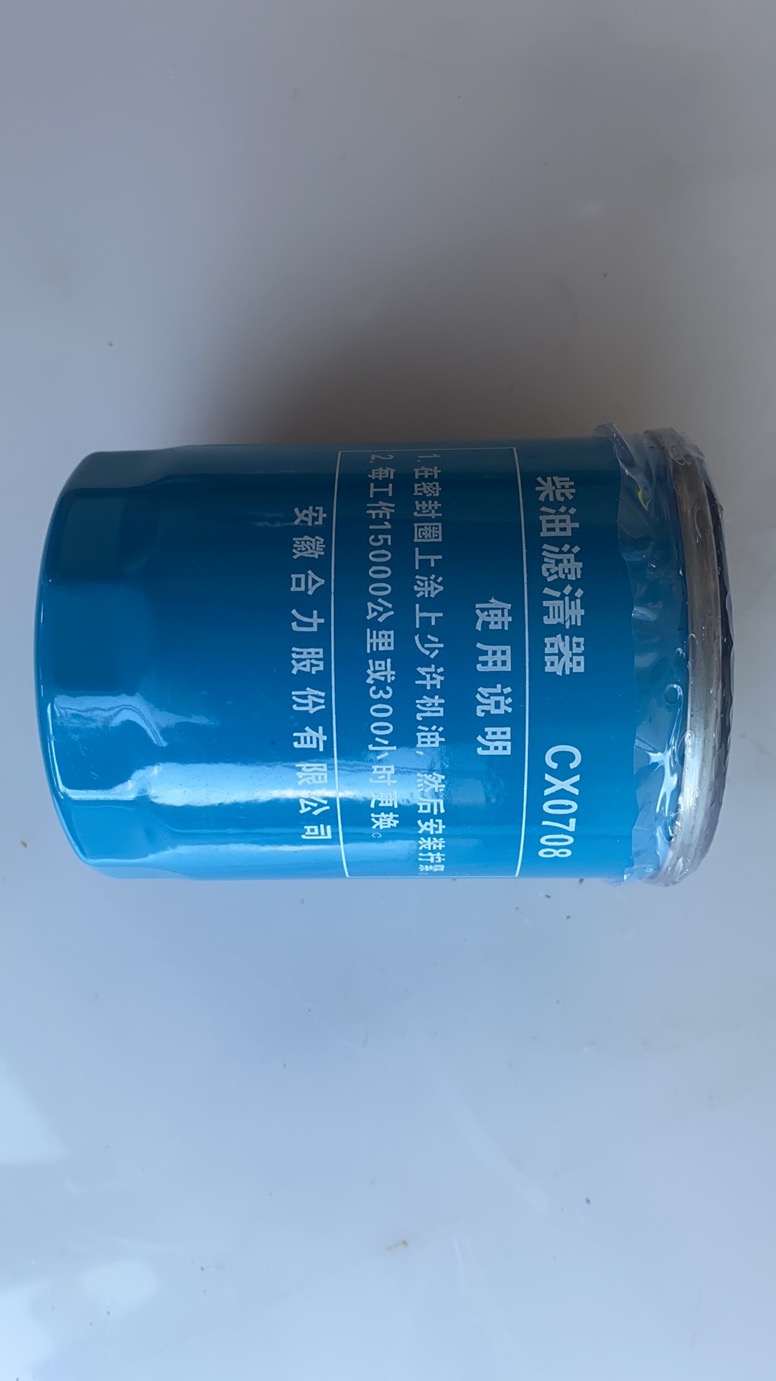 柴油滤清器 CX0708
使用说明
1. 在密封圈上涂上少许机油，然后安装拧紧
2. 每工作15000公里或300小时更换。
安徽合力股份有限公司